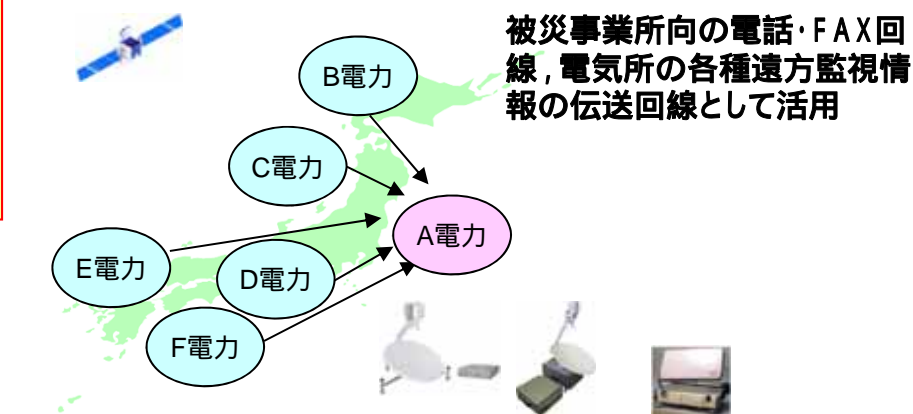 被災事業所向の電話･FAX回
線,電気所の各種遠方監視情
報の伝送回線として活用
B電力
C電力
A電力
E電力
D電力
F電力